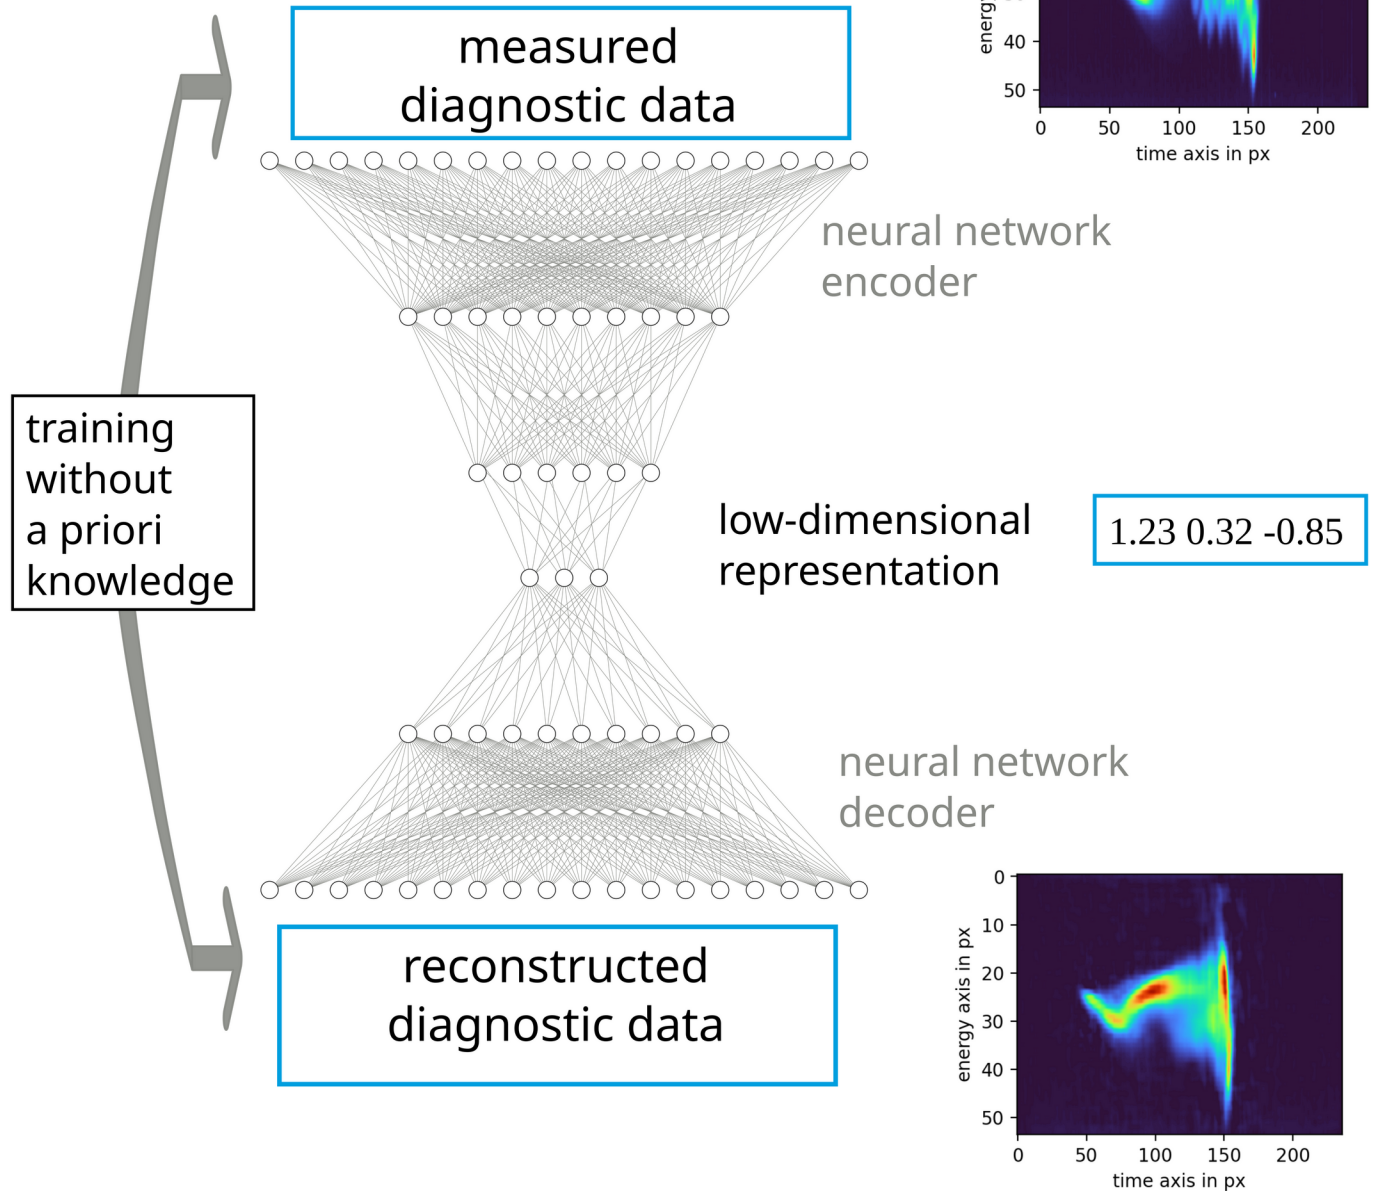 measured
diagnostic data
40
50
0 50 100 150 200
time axis in px
neural network
encoder
training
without
a priori
knowledge
low-dimensional
representation
1.23 0.32 -0.85
neural network
decoder
reconstructed
diagnostic data
energy axis in px
0
10
20
30
40
50
0 50 100 150 200
time axis in px